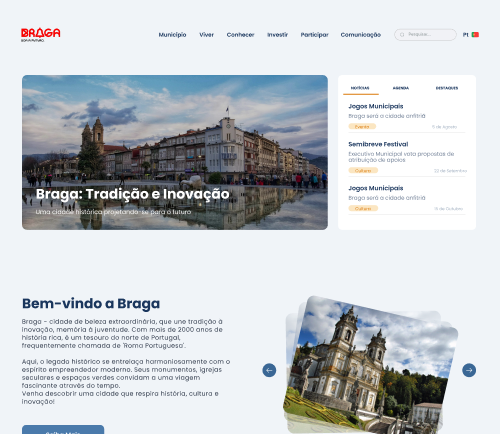 BRAGA
Município Viver Conhecer Investir Participar Comunicação Pesquisa... Pt
NOTÍCIAS AGENDA DESTAQUES
Jogos Municipais
Braga será a cidade anfitriã
Evento 5 de Agosto
Semibreve Festival
Executivo Municipal vota propostas de
atribuição de apoios
Cultura 22 de Setembro
Jogos Municipais
Braga será a cidade anfitriã
Cultura 9 de Outubro
Braga: Tradição e Inovação
Uma cidade histórica projetando-se para o futuro
Bem-vindo a Braga
Braga - cidade de beleza extraordinária, que une tradição à
inovação, memória à juventude. Com mais de 2000 anos de
história rica, é um tesouro do norte de Portugal,
frequentemente chamada de 'Roma Portuguesa'.
Aqui, o legado histórico se entrelaça harmoniosamente com o
espírito empreendedor moderno. Seus monumentos, igrejas
seculares e espaços verdes convidam a uma viagem
fascinante através do tempo.
Venha descobrir uma cidade que respira história, cultura e
inovação!